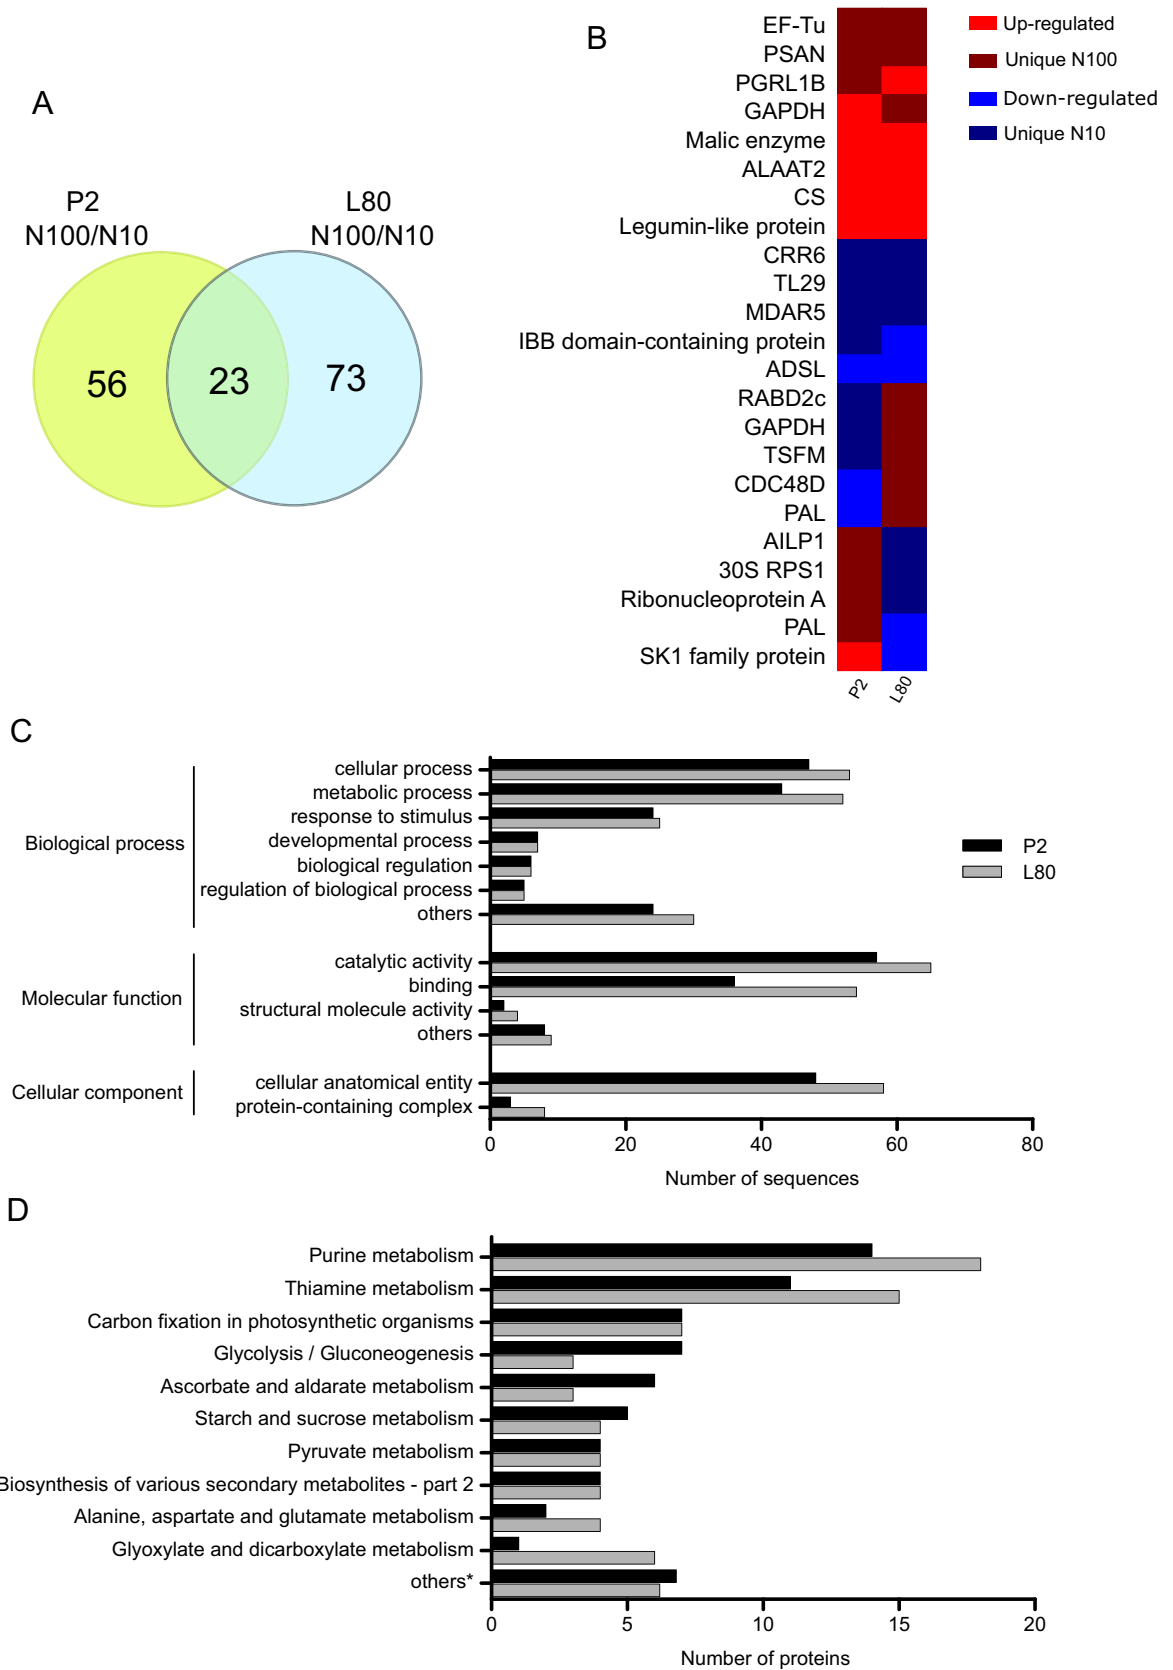 A
P2
N100/N10
L80
N100/N10
56
23
73
B
EF-Tu
PSAN
PGRL1B
GAPDH
Malic enzyme
ALAAT2
CS
Legumin-like protein
CRR6
TL29
MDAR5
IBB domain-containing protein
ADSL
RABD2c
GAPDH
TSFM
CDC48D
PAL
AILP1
30S RPS1
Ribonucleoprotein A
PAL
SK1 family protein
P2
L80
Up-regulated
Unique N100
Down-regulated
Unique N10
C
Biological process
cellular process
metabolic process
response to stimulus
developmental process
biological regulation
regulation of biological process
others
Molecular function
catalytic activity
binding
structural molecule activity
others
Cellular component
cellular anatomical entity
protein-containing complex
P2
L80
0 20 40 60 80
Number of sequences
D
Purine metabolism
Thiamine metabolism
Carbon fixation in photosynthetic organisms
Glycolysis / Gluconeogenesis
Ascorbate and aldarate metabolism
Starch and sucrose metabolism
Pyruvate metabolism
Biosynthesis of various secondary metabolites - part 2
Alanine, aspartate and glutamate metabolism
Glyoxylate and dicarboxylate metabolism
others*
0 5 10 15 20
Number of proteins